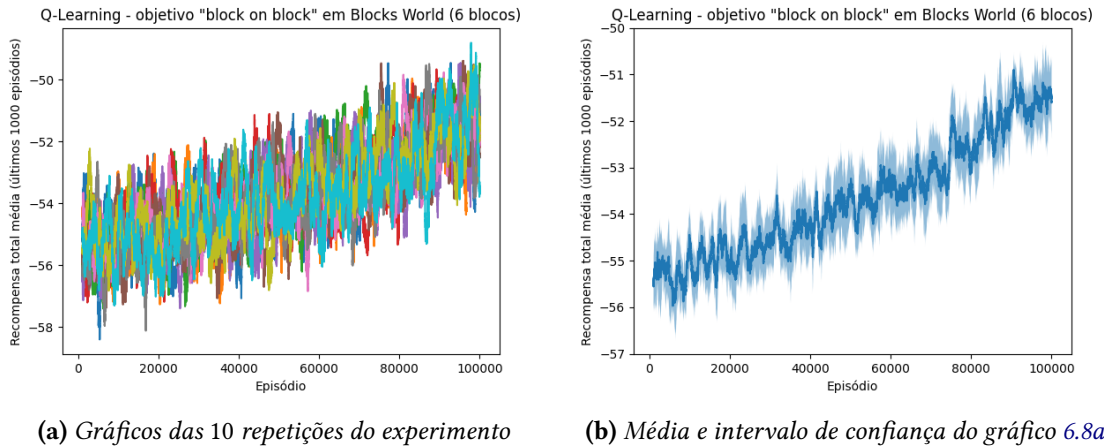 Q-Learning - objetivo "block on block" em Blocks World (6 blocos)
Recompensa total média (últimos 1000 episódios)
−50
−52
−54
−56
−58
0 20000 40000 60000 80000 100000
Episódio
(a) Gráficos das 10 repetições do experimento
Q-Learning - objetivo "block on block" em Blocks World (6 blocos)
Recompensa total média (últimos 1000 episódios)
−50
−51
−52
−53
−54
−55
−56
−57
0 20000 40000 60000 80000 100000
Episódio
(b) Média e intervalo de confiança do gráfico 6.8a